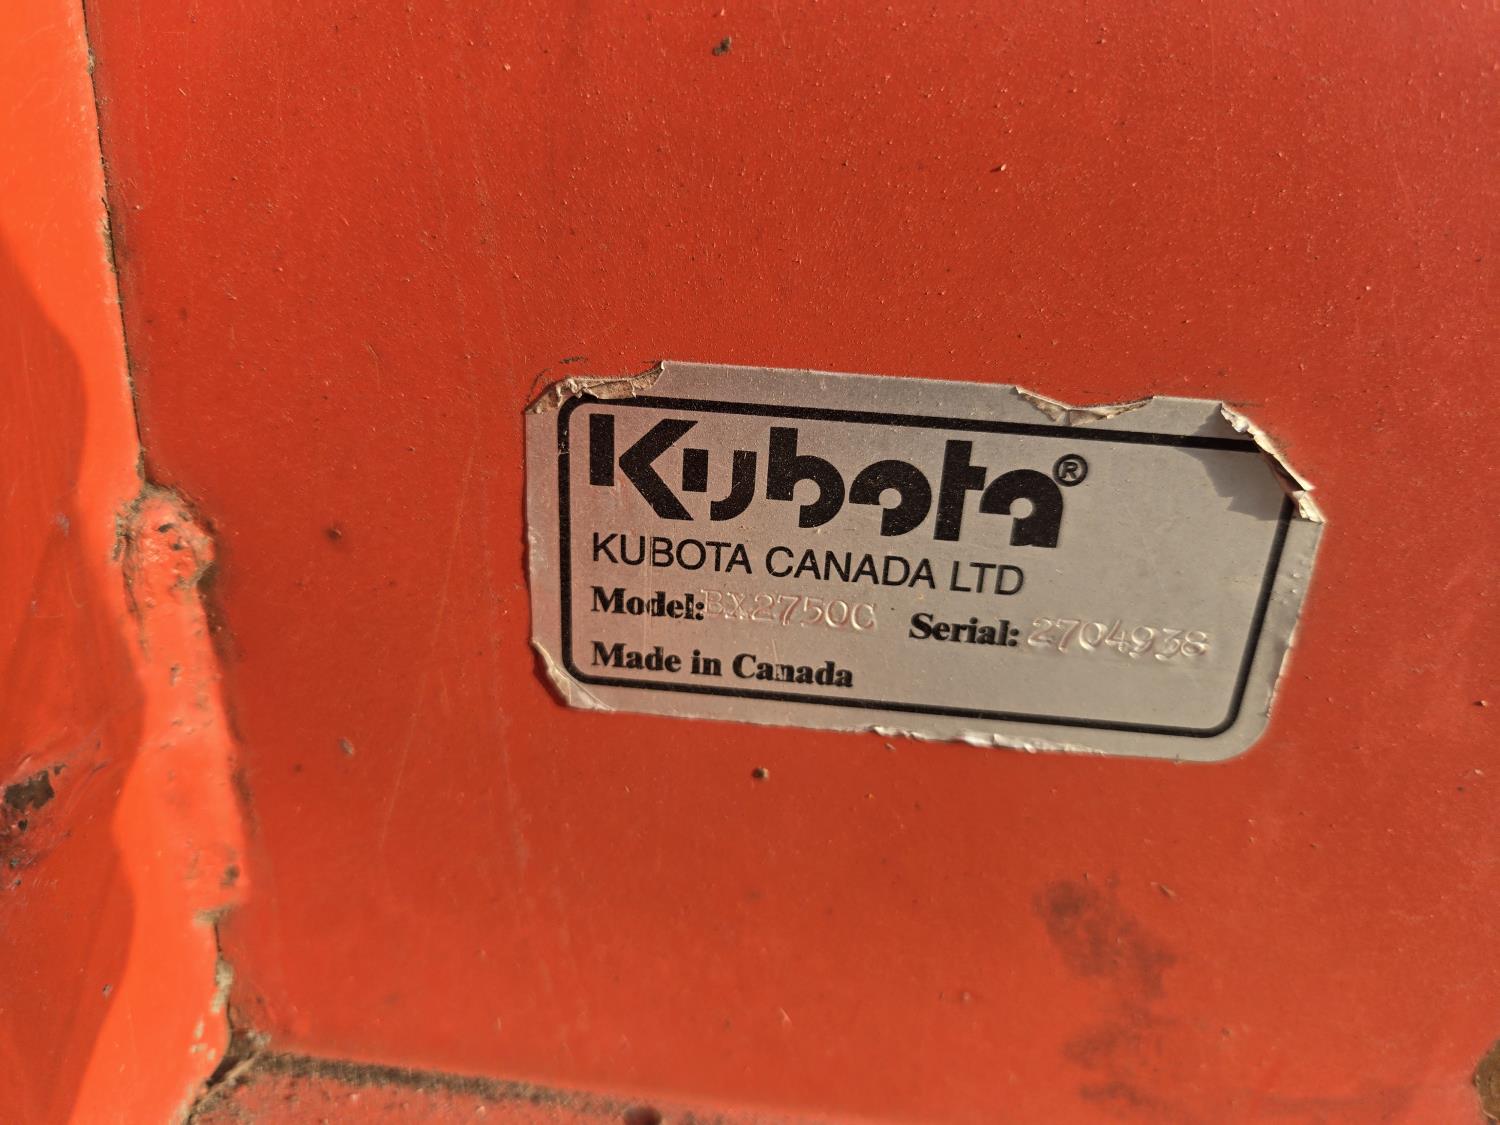 Kubota®
KUBOTA CANADA LTD
Model: BX2750C Serial: 2704938
Made in Canada